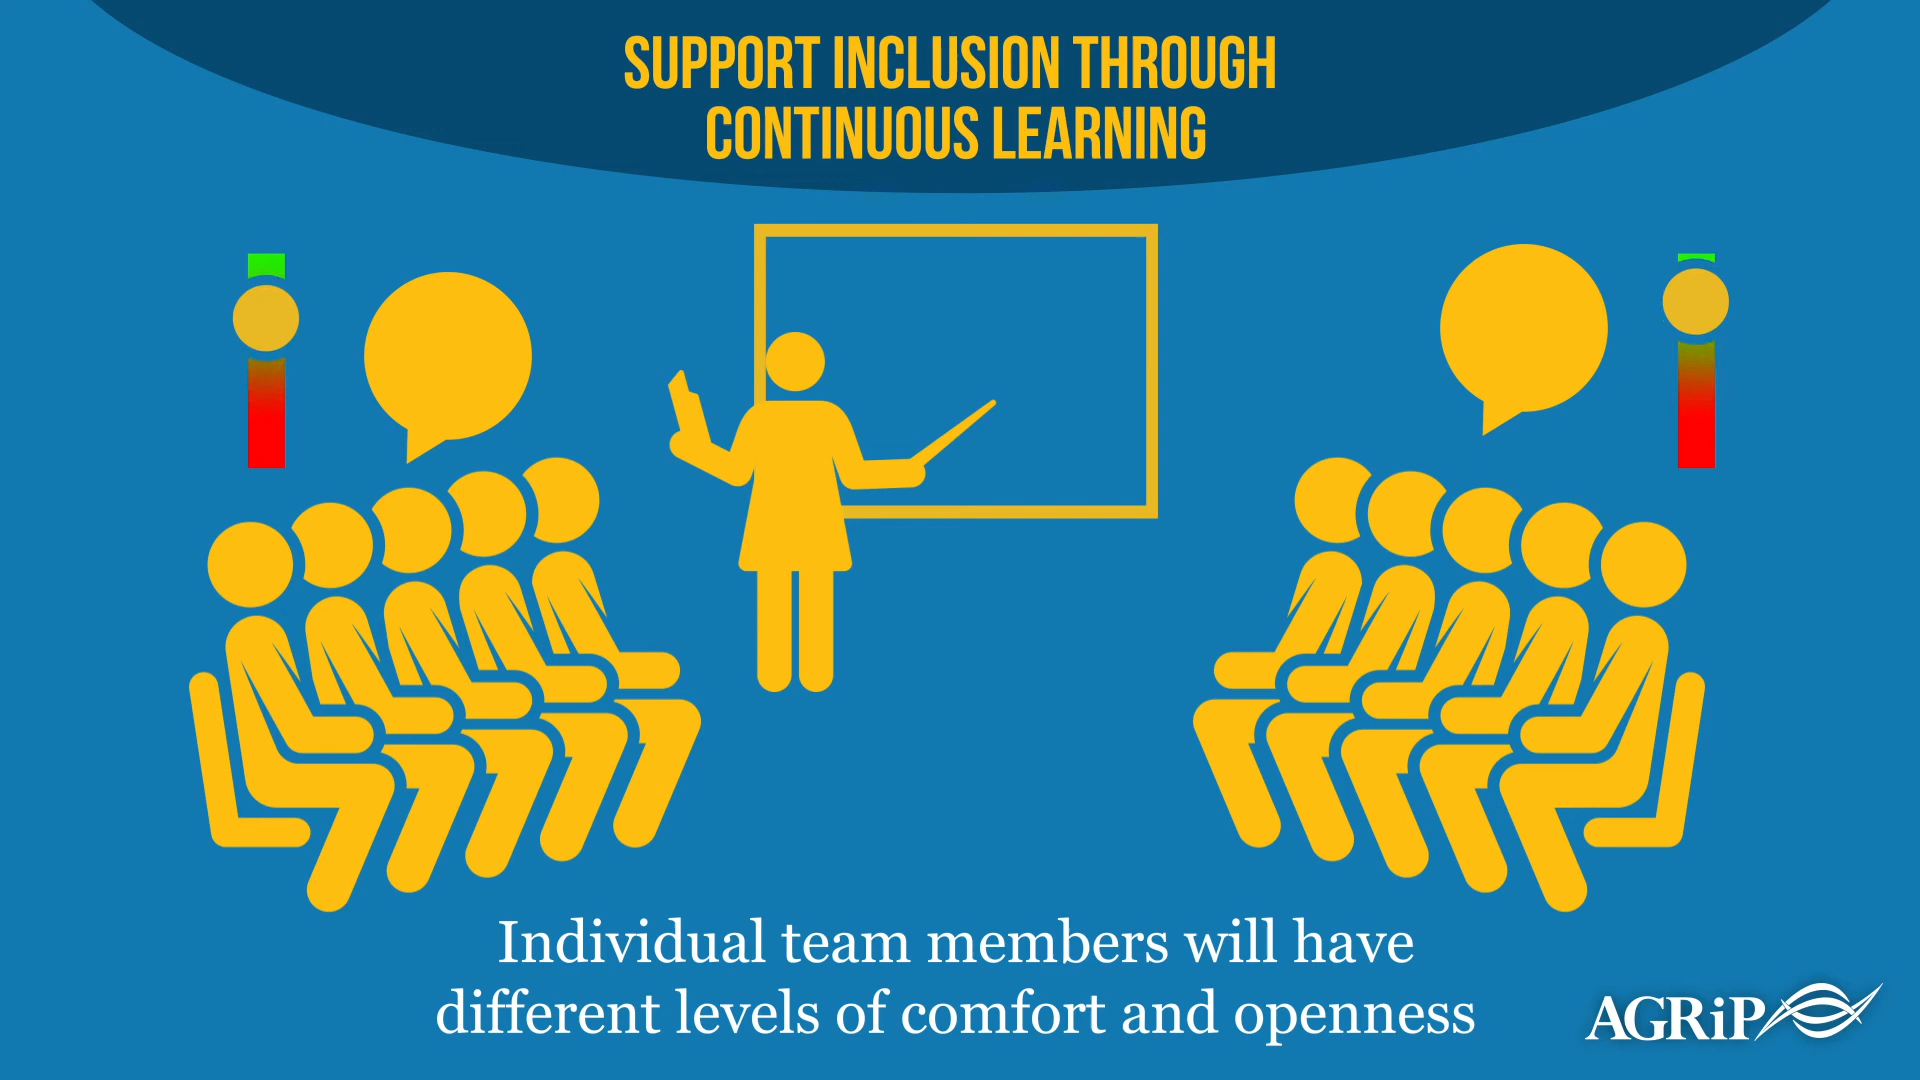 SUPPORT INCLUSION THROUGH
CONTINUOUS LEARNING
Individual team members will have
different levels of comfort and openness
AGRiP